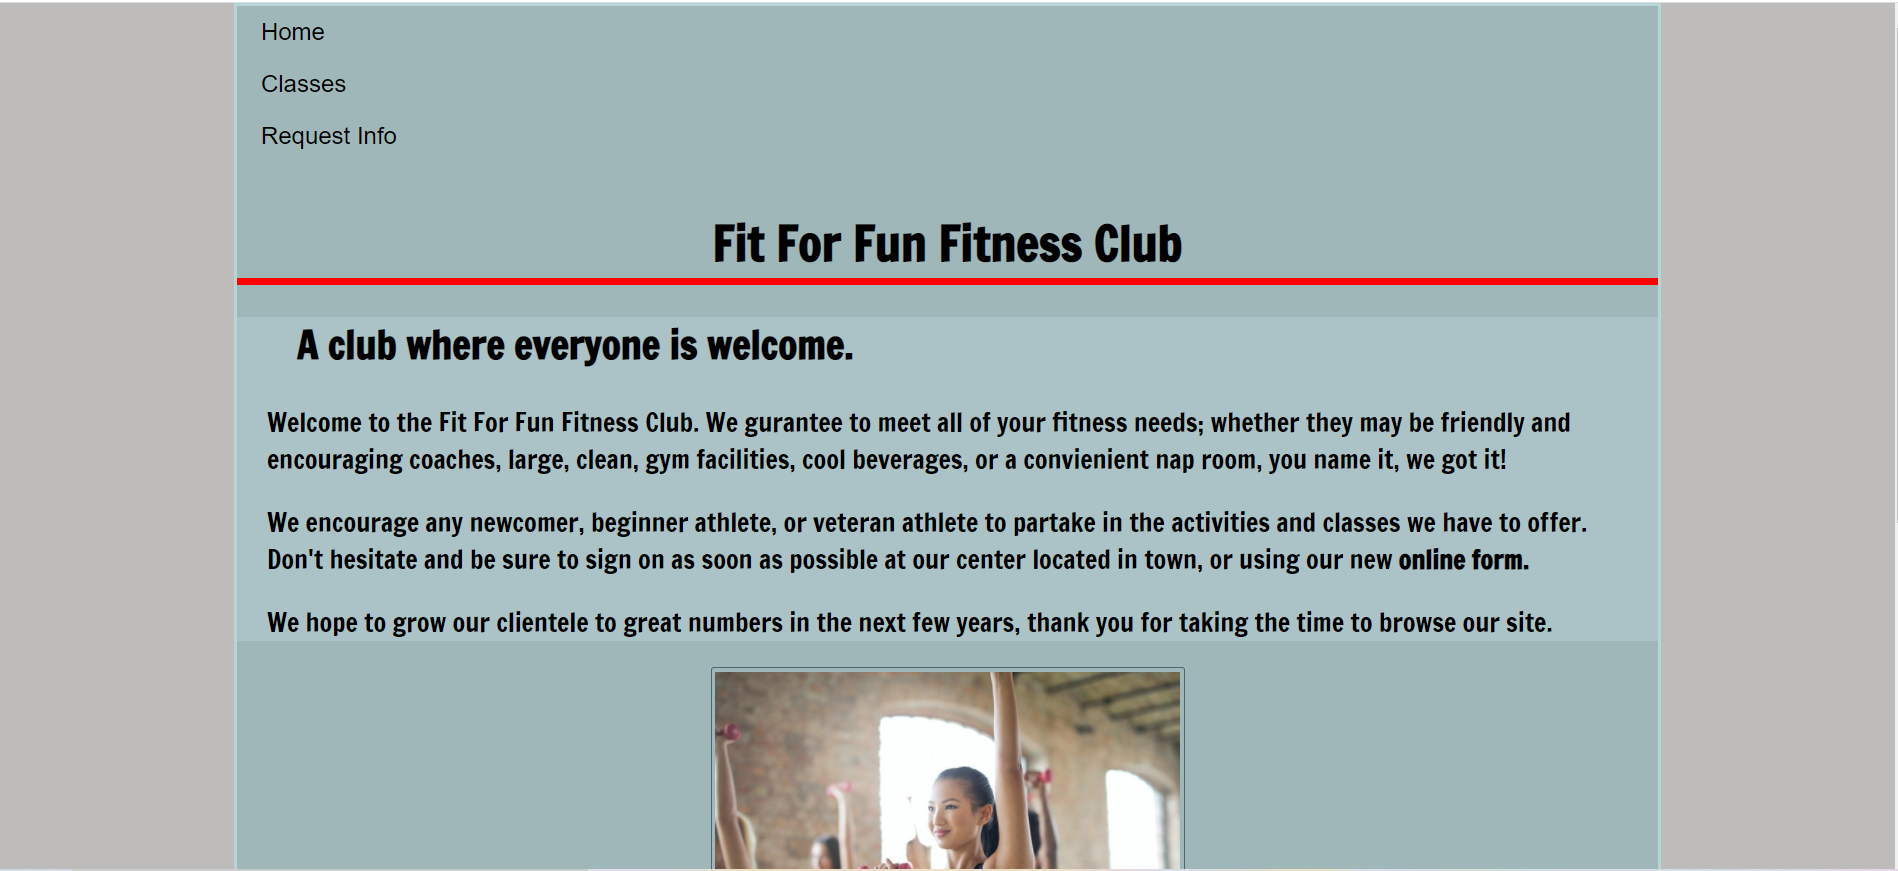 Home
Classes
Request Info
Fit For Fun Fitness Club
A club where everyone is welcome.
Welcome to the Fit For Fun Fitness Club. We gurantee to meet all of your fitness needs; whether they may be friendly and
encouraging coaches, large, clean, gym facilities, cool beverages, or a convienient nap room, you name it, we got it!
We encourage any newcomer, beginner athlete, or veteran athlete to partake in the activities and classes we have to offer.
Don't hesitate and be sure to sign on as soon as possible at our center located in town, or using our new online form.
We hope to grow our clientele to great numbers in the next few years, thank you for taking the time to browse our site.